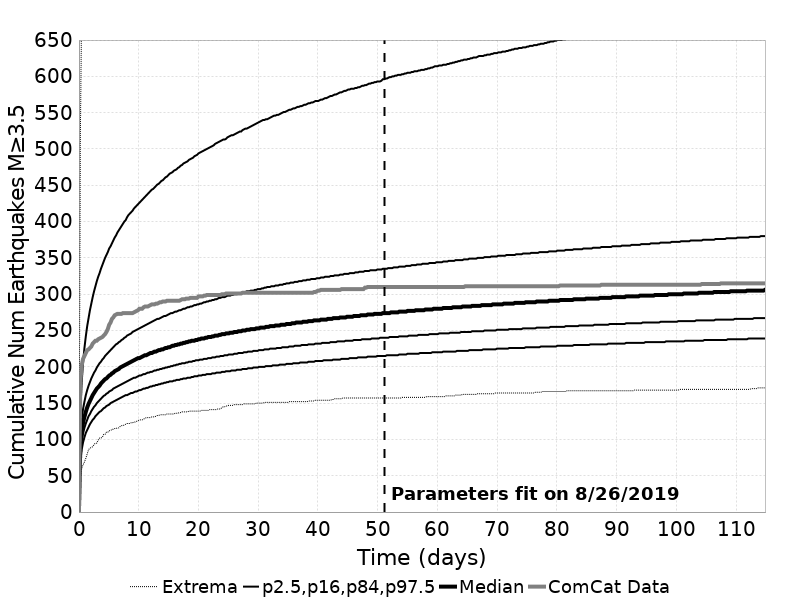 Cumulative Num Earthquakes M≥3.5
650
600
550
500
450
400
350
300
250
200
150
100
50
0
Parameters fit on 8/26/2019
0 10 20 30 40 50 60 70 80 90 100 110
Time (days)
Extrema p2.5,p16,p84,p97.5 Median ComCat Data